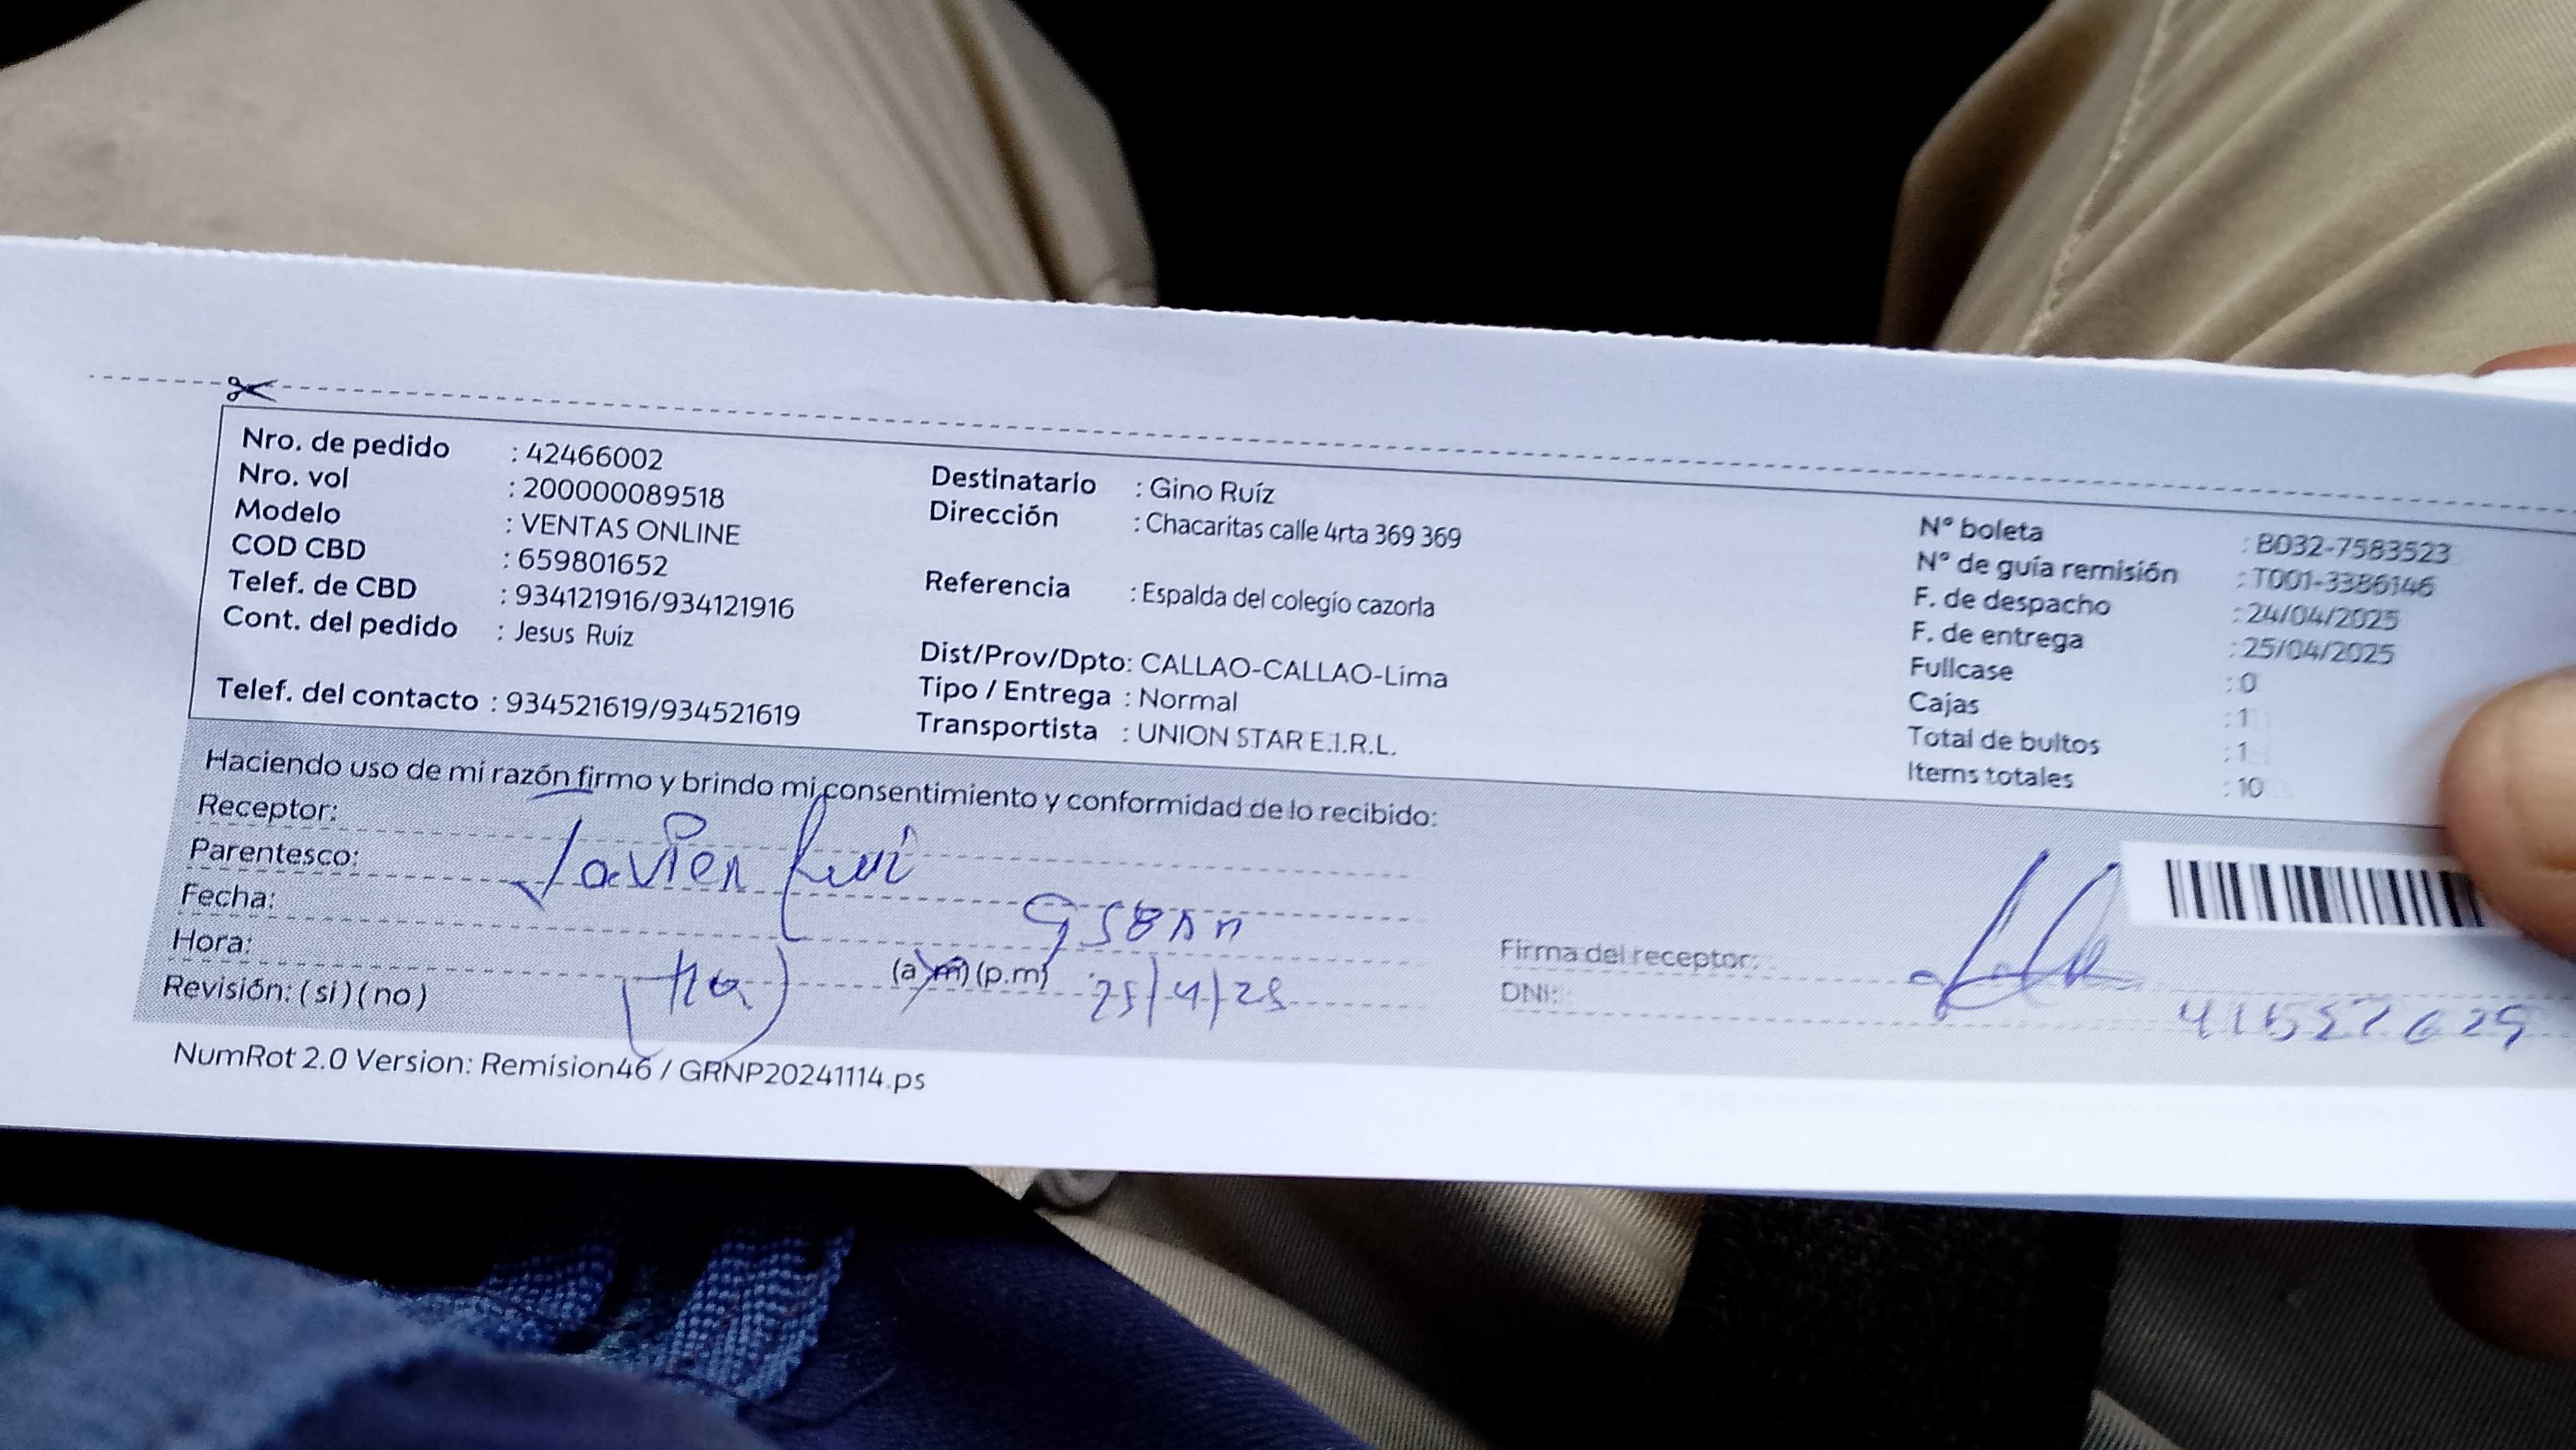 Nro. de pedido : 42466002
Nro. vol : 200000089518
Modelo : VENTAS ONLINE
COD CBD : 659801652
Telef. de CBD : 934121916/934121916
Cont. del pedido : Jesus Ruiz
Telef. del contacto : 934521619/934521619
Destinatario : Gino Ruíz
Dirección : Chacaritas calle 4rta 369 369
Referencia : Espalda del colegio cazorla
Dist/Prov/Dpto: CALLAO-CALLAO-Lima
Tipo / Entrega : Normal
Transportista : UNION STAR E.I.R.L.
N° boleta : B032-7583523
N° de guía remisión : T001-3386146
F. de despacho : 24/04/2025
F. de entrega : 25/04/2025
Fullcase : 0
Cajas : 1
Total de bultos : 1
Items totales : 10
Haciendo uso de mi razón firmo y brindo mi consentimiento y conformidad de lo recibido:
Receptor:
Parentesco: Javier
Fecha:
Hora: (a.m) (p.m) 25/4/25
Revisión: ( si ) ( no )
Firma del receptor:
DNI:
NumRot 2.0 Version: Remision46 / GRNP20241114.ps